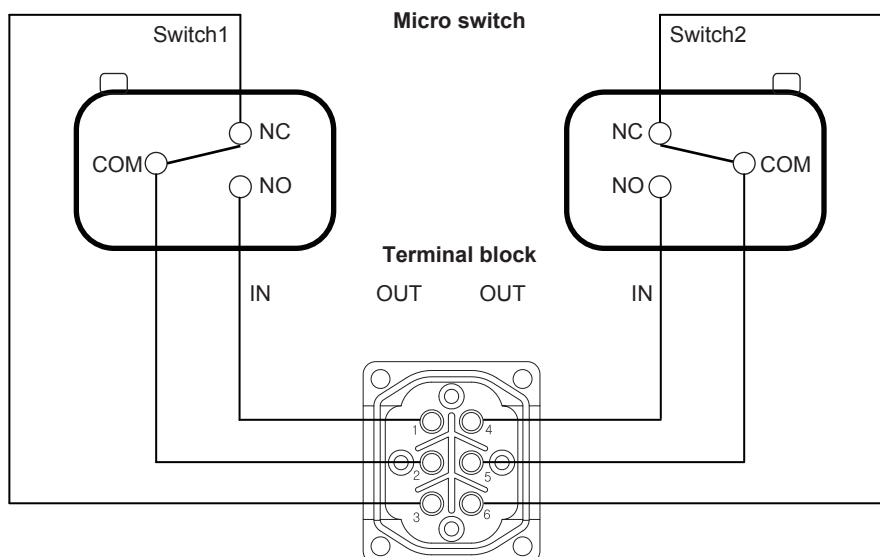 Micro switch
Switch1
Switch2
NC
NC
COM
COM
NO
NO
Terminal block
IN
OUT
OUT
IN
1
4
2
5
3
6